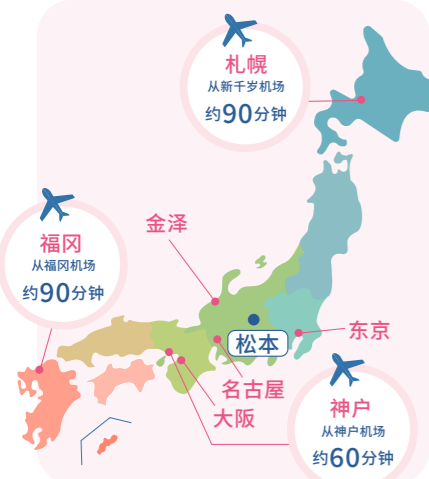 札幌
从新千岁机场
约90分钟
金泽
福冈
从福冈机场
约90分钟
东京
松本
名古屋
大阪
神户
从神户机场
约60分钟